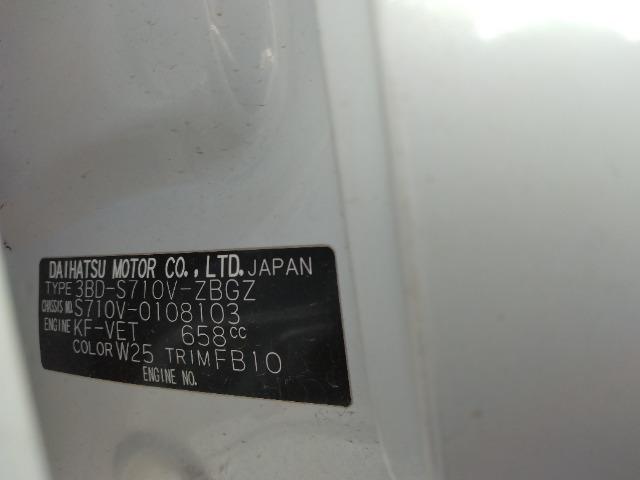 DAIHATSU MOTOR CO., LTD. JAPAN
TYPE 3BD-S710V-ZBGZ
CHASSIS NO. S710V-0108103
ENGINE KF-VET 658cc
COLOR W25 TRIM FB10
ENGINE NO.